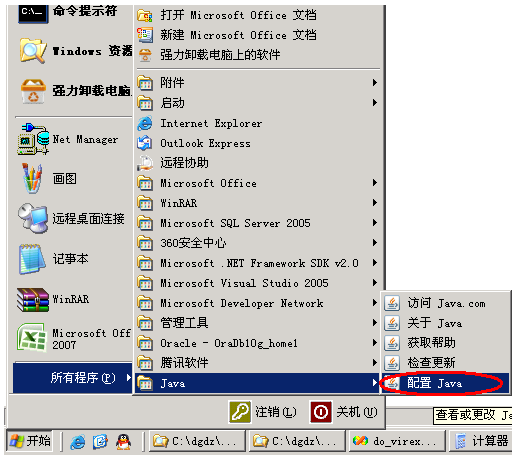 C:\_
命令提示符
Windows 资源
强力卸载电脑
Net Manager
画图
远程桌面连接
记事本
WinRAR
Microsoft Off
2007
所有程序(P)
打开 Microsoft Office 文档
新建 Microsoft Office 文档
强力卸载电脑上的软件
附件
启动
Internet Explorer
Outlook Express
远程协助
Microsoft Office
WinRAR
Microsoft SQL Server 2005
360安全中心
Microsoft .NET Framework SDK v2.0
Microsoft Visual Studio 2005
Microsoft Developer Network
管理工具
Oracle - OraDb10g_home1
腾讯软件
Java
访问 Java.com
关于 Java
获取帮助
检查更新
配置 Java
注销(L)
关机(U)
查看或更改 Ja
开始
C:\dgdz\...
C:\dgdz\...
do_virex...
计算器